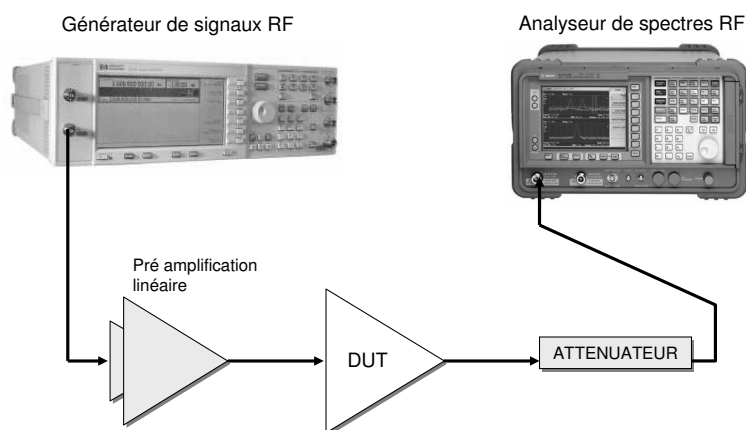 Générateur de signaux RF
Analyseur de spectres RF
Pré amplification
linéaire
DUT
ATTENUATEUR